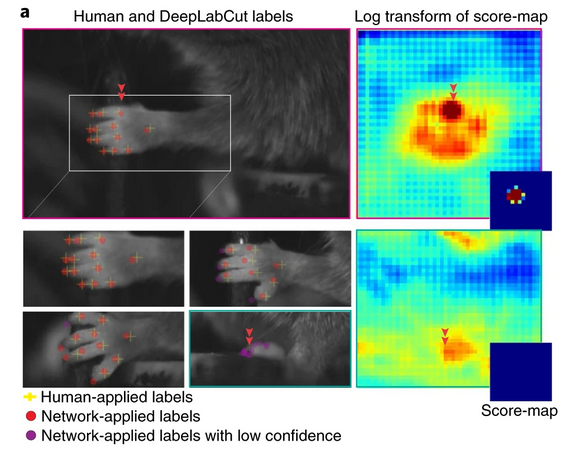 a
Human and DeepLabCut labels
Log transform of score-map
Human-applied labels
Network-applied labels
Network-applied labels with low confidence
Score-map